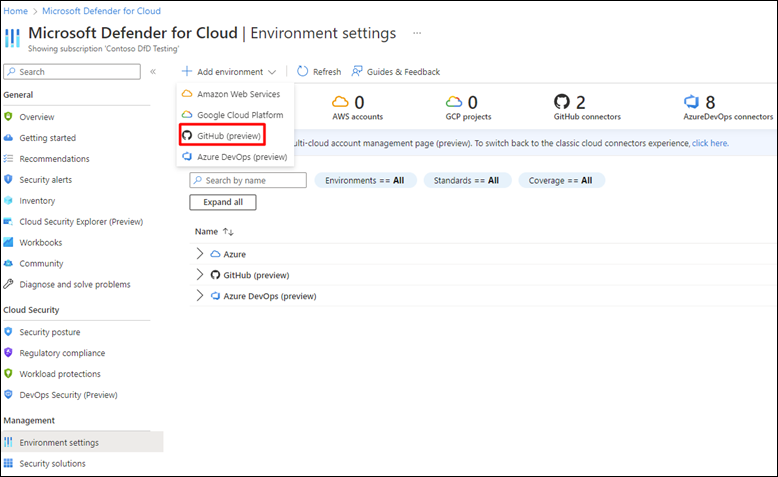 Home > Microsoft Defender for Cloud >
Microsoft Defender for Cloud | Environment settings ...
Showing subscription 'Contoso DfD Testing'
Search «
General
Overview
Getting started
Recommendations
Security alerts
Inventory
Cloud Security Explorer (Preview)
Workbooks
Community
Diagnose and solve problems
Cloud Security
Security posture
Regulatory compliance
Workload protections
DevOps Security (Preview)
Management
Environment settings
Security solutions
+ Add environment Refresh Guides & Feedback
Amazon Web Services
Google Cloud Platform
GitHub (preview)
Azure DevOps (preview)
0 AWS accounts
0 GCP projects
2 GitHub connectors
8 AzureDevOps connectors
account management page (preview). To switch back to the classic cloud connectors experience, click here.
Search by name Environments == All Standards == All Coverage == All
Expand all
Name ↑↓
Azure
GitHub (preview)
Azure DevOps (preview)